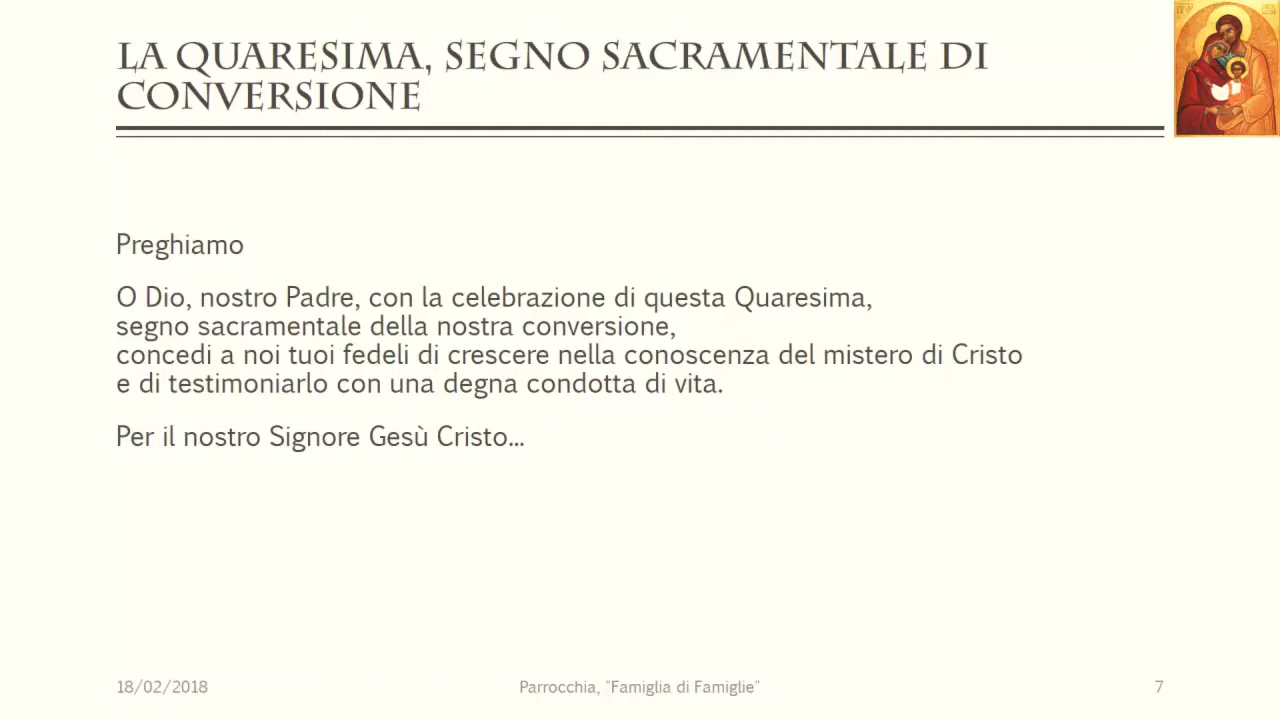 LA QUARESIMA, SEGNO SACRAMENTALE DI
CONVERSIONE
Preghiamo
O Dio, nostro Padre, con la celebrazione di questa Quaresima,
segno sacramentale della nostra conversione,
concedi a noi tuoi fedeli di crescere nella conoscenza del mistero di Cristo
e di testimoniarlo con una degna condotta di vita.
Per il nostro Signore Gesù Cristo...
18/02/2018
Parrocchia, "Famiglia di Famiglie"
7